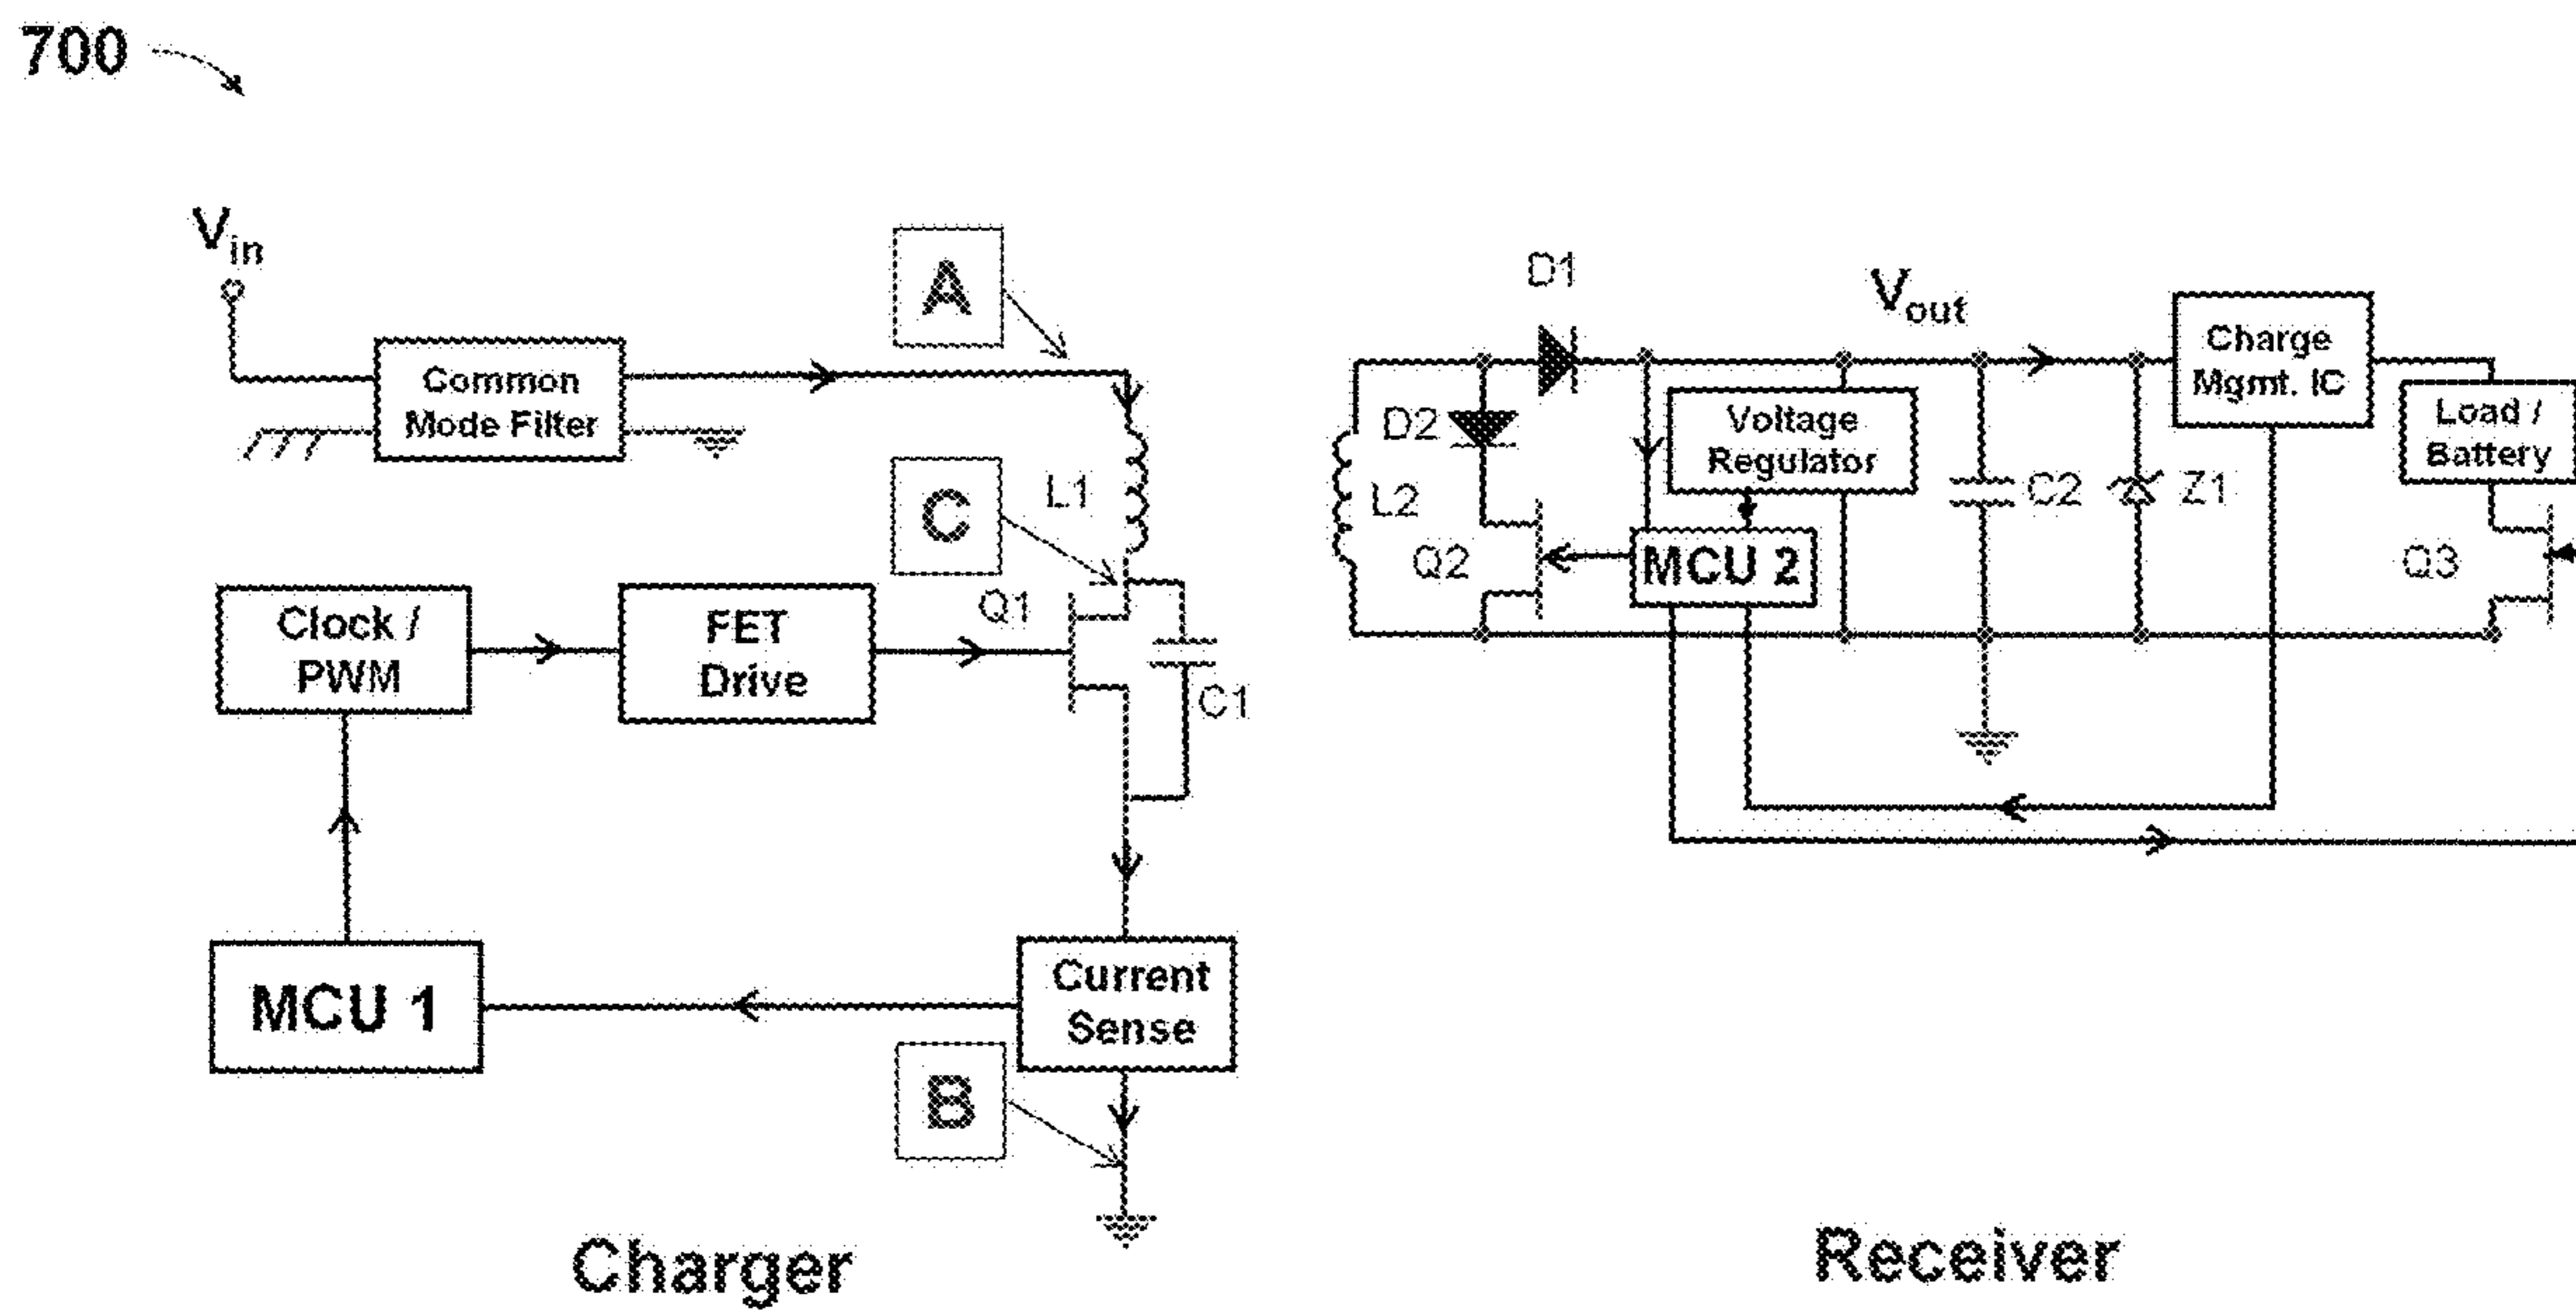 700
Vin
A
D1
Vout
Common
Mode Filter
Charge
Mgmt. IC
D2
Voltage
Regulator
Load /
Battery
C
L1
L2
C2
Z1
Q2
MCU 2
Q3
Clock /
PWM
FET
Drive
Q1
C1
MCU 1
Current
Sense
B
Charger
Receiver